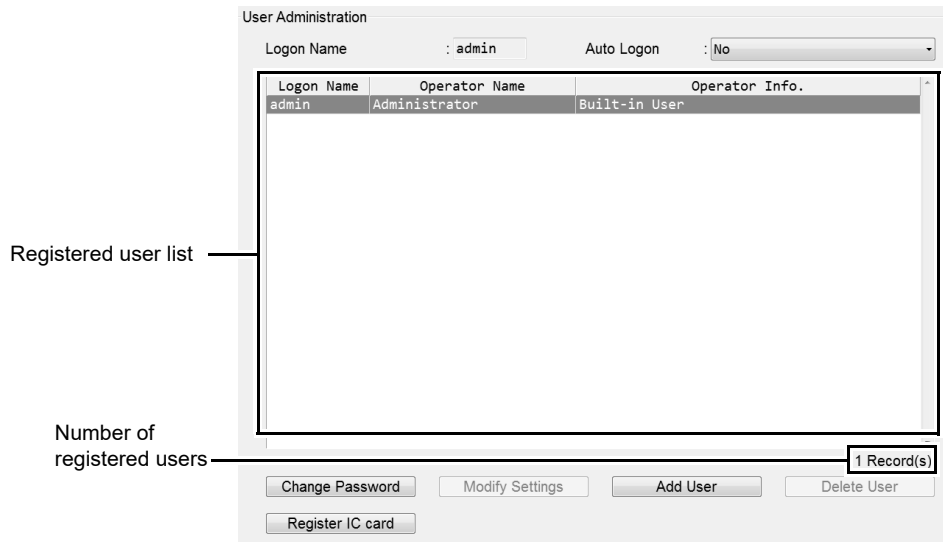 User Administration
Logon Name : admin Auto Logon : No
Logon Name Operator Name Operator Info.
admin Administrator Built-in User
Registered user list
Number of
registered users
1 Record(s)
Change Password Modify Settings Add User Delete User
Register IC card